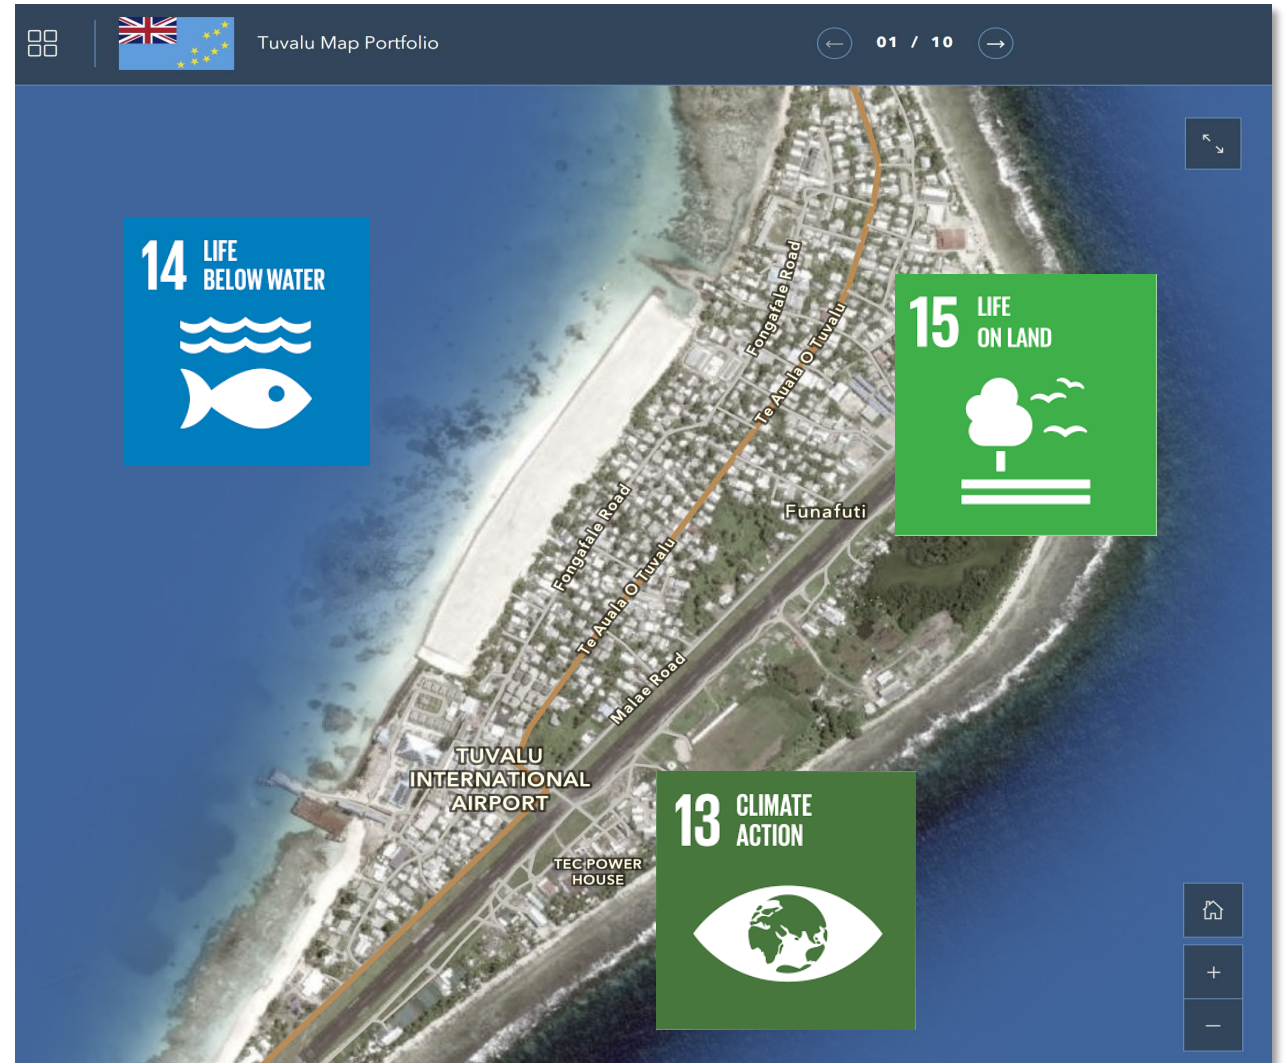 Tuvalu Map Portfolio
01 / 10
14 LIFE
BELOW WATER
15 LIFE
ON LAND
Fongafale Road
Te Auala O Tuvalu
Funafuti
Fongafale Road
Te Auala O Tuvalu
Malae Road
TUVALU
INTERNATIONAL
AIRPORT
13 CLIMATE
ACTION
TEC POWER
HOUSE